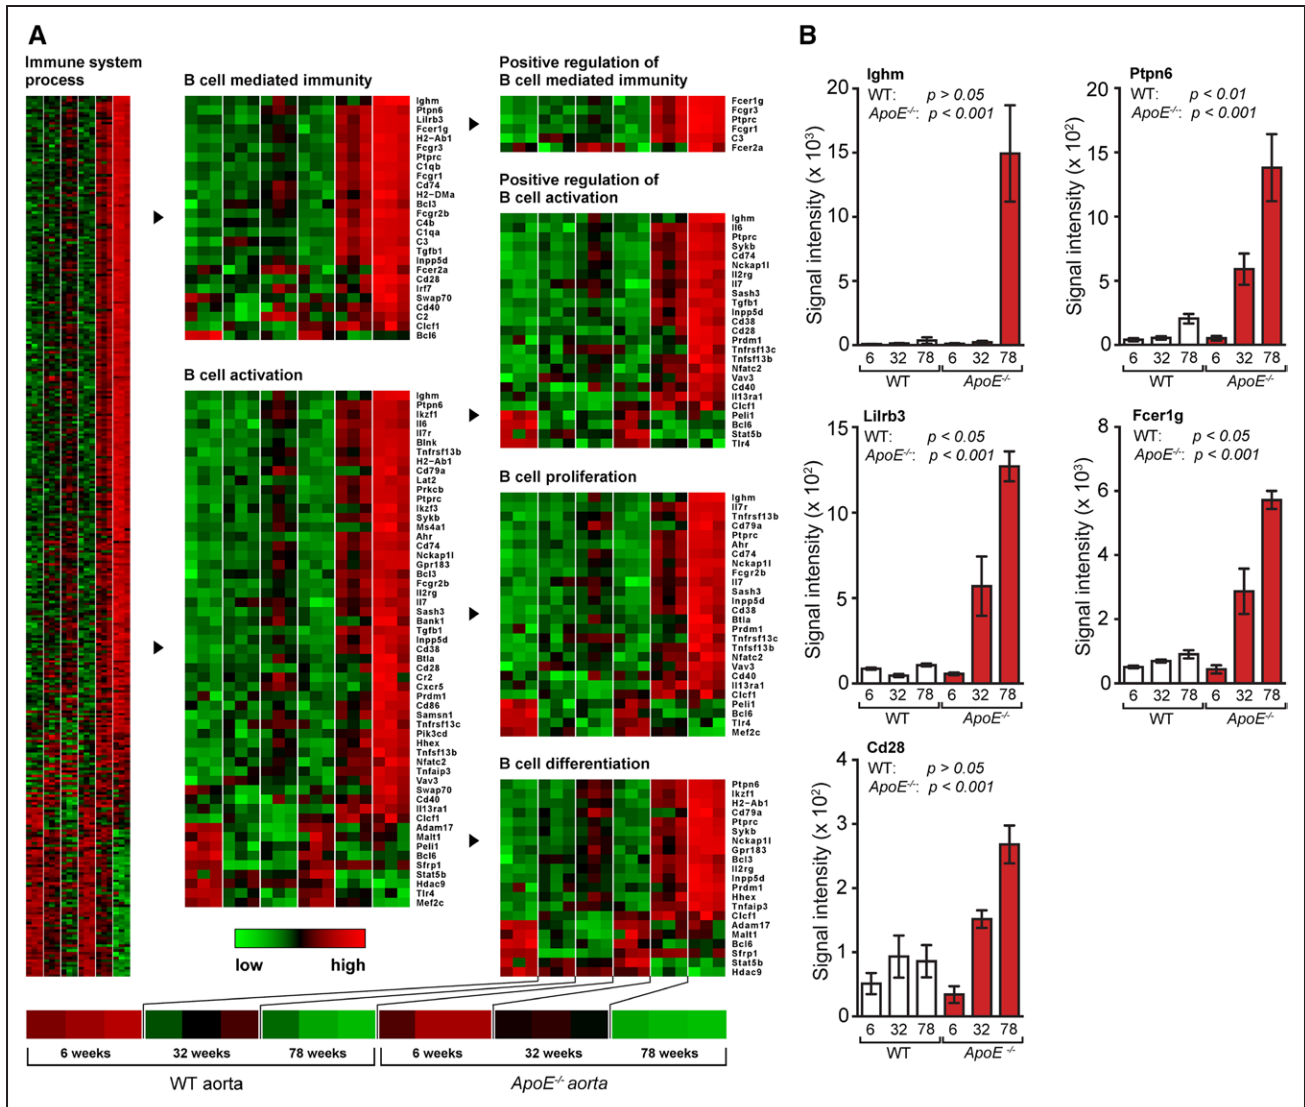 A
Immune system
process
B cell mediated immunity
Ighm
Ptpn6
Lilrb3
Fcer1g
H2-Ab1
Fcgr3
Ptprc
C1qb
Fcgr1
Cd74
H2-DMa
Bcl3
Fcgr2b
C4b
C1qa
C3
Tgfb1
Inpp5d
Fcer2a
Cd28
Irf7
Swap70
Cd40
C2
Clcf1
Bcl6
B cell activation
Ighm
Ptpn6
Ikzf1
Il6
Il7r
Blnk
Tnfrsf13b
H2-Ab1
Cd79a
Lat2
Prkcb
Ptprc
Ikzf3
Sykb
Ms4a1
Ahr
Cd74
Nckap1l
Gpr183
Bcl3
Fcgr2b
Il2rg
Il7
Sash3
Bank1
Tgfb1
Inpp5d
Cd38
Btla
Cd28
Cr2
Cxcr5
Prdm1
Cd86
Samsn1
Tnfrsf13c
Pik3cd
Hhex
Tnfsf13b
Nfatc2
Tnfaip3
Vav3
Swap70
Cd40
Il13ra1
Clcf1
Adam17
Malt1
Peli1
Bcl6
Sfrp1
Stat5b
Hdac9
Tlr4
Mef2c
low high
Positive regulation of
B cell mediated immunity
Fcer1g
Fcgr3
Ptprc
Fcgr1
C3
Fcer2a
Positive regulation of
B cell activation
Ighm
Il6
Ptprc
Sykb
Cd74
Nckap1l
Il2rg
Il7
Sash3
Tgfb1
Inpp5d
Cd38
Cd28
Prdm1
Tnfrsf13c
Tnfsf13b
Nfatc2
Vav3
Cd40
Il13ra1
Clcf1
Peli1
Bcl6
Stat5b
Tlr4
B cell proliferation
Ighm
Il7r
Tnfrsf13b
Cd79a
Ptprc
Ahr
Cd74
Nckap1l
Fcgr2b
Il7
Sash3
Inpp5d
Cd38
Btla
Prdm1
Tnfrsf13c
Tnfsf13b
Nfatc2
Vav3
Cd40
Il13ra1
Clcf1
Peli1
Bcl6
Tlr4
Mef2c
B cell differentiation
Ptpn6
Ikzf1
H2-Ab1
Cd79a
Ptprc
Sykb
Nckap1l
Gpr183
Bcl3
Il2rg
Inpp5d
Prdm1
Hhex
Tnfaip3
Clcf1
Adam17
Malt1
Bcl6
Sfrp1
Stat5b
Hdac9
6 weeks 32 weeks 78 weeks 6 weeks 32 weeks 78 weeks
WT aorta ApoE-/- aorta
B
Ighm
WT: p > 0.05
ApoE-/-: p < 0.001
Signal intensity (x 10³)
20
15
10
5
0
6 32 78 6 32 78
WT ApoE-/-
Ptpn6
WT: p < 0.01
ApoE-/-: p < 0.001
Signal intensity (x 10²)
20
15
10
5
0
6 32 78 6 32 78
WT ApoE-/-
Lilrb3
WT: p < 0.05
ApoE-/-: p < 0.001
Signal intensity (x 10²)
15
10
5
0
6 32 78 6 32 78
WT ApoE-/-
Fcer1g
WT: p < 0.05
ApoE-/-: p < 0.001
Signal intensity (x 10³)
8
6
4
2
0
6 32 78 6 32 78
WT ApoE-/-
Cd28
WT: p > 0.05
ApoE-/-: p < 0.001
Signal intensity (x 10²)
4
3
2
1
0
6 32 78 6 32 78
WT ApoE-/-